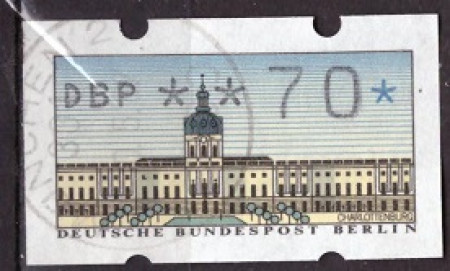 DBP ** 70*
CHARLOTTENBURG
DEUTSCHE BUNDESPOST BERLIN